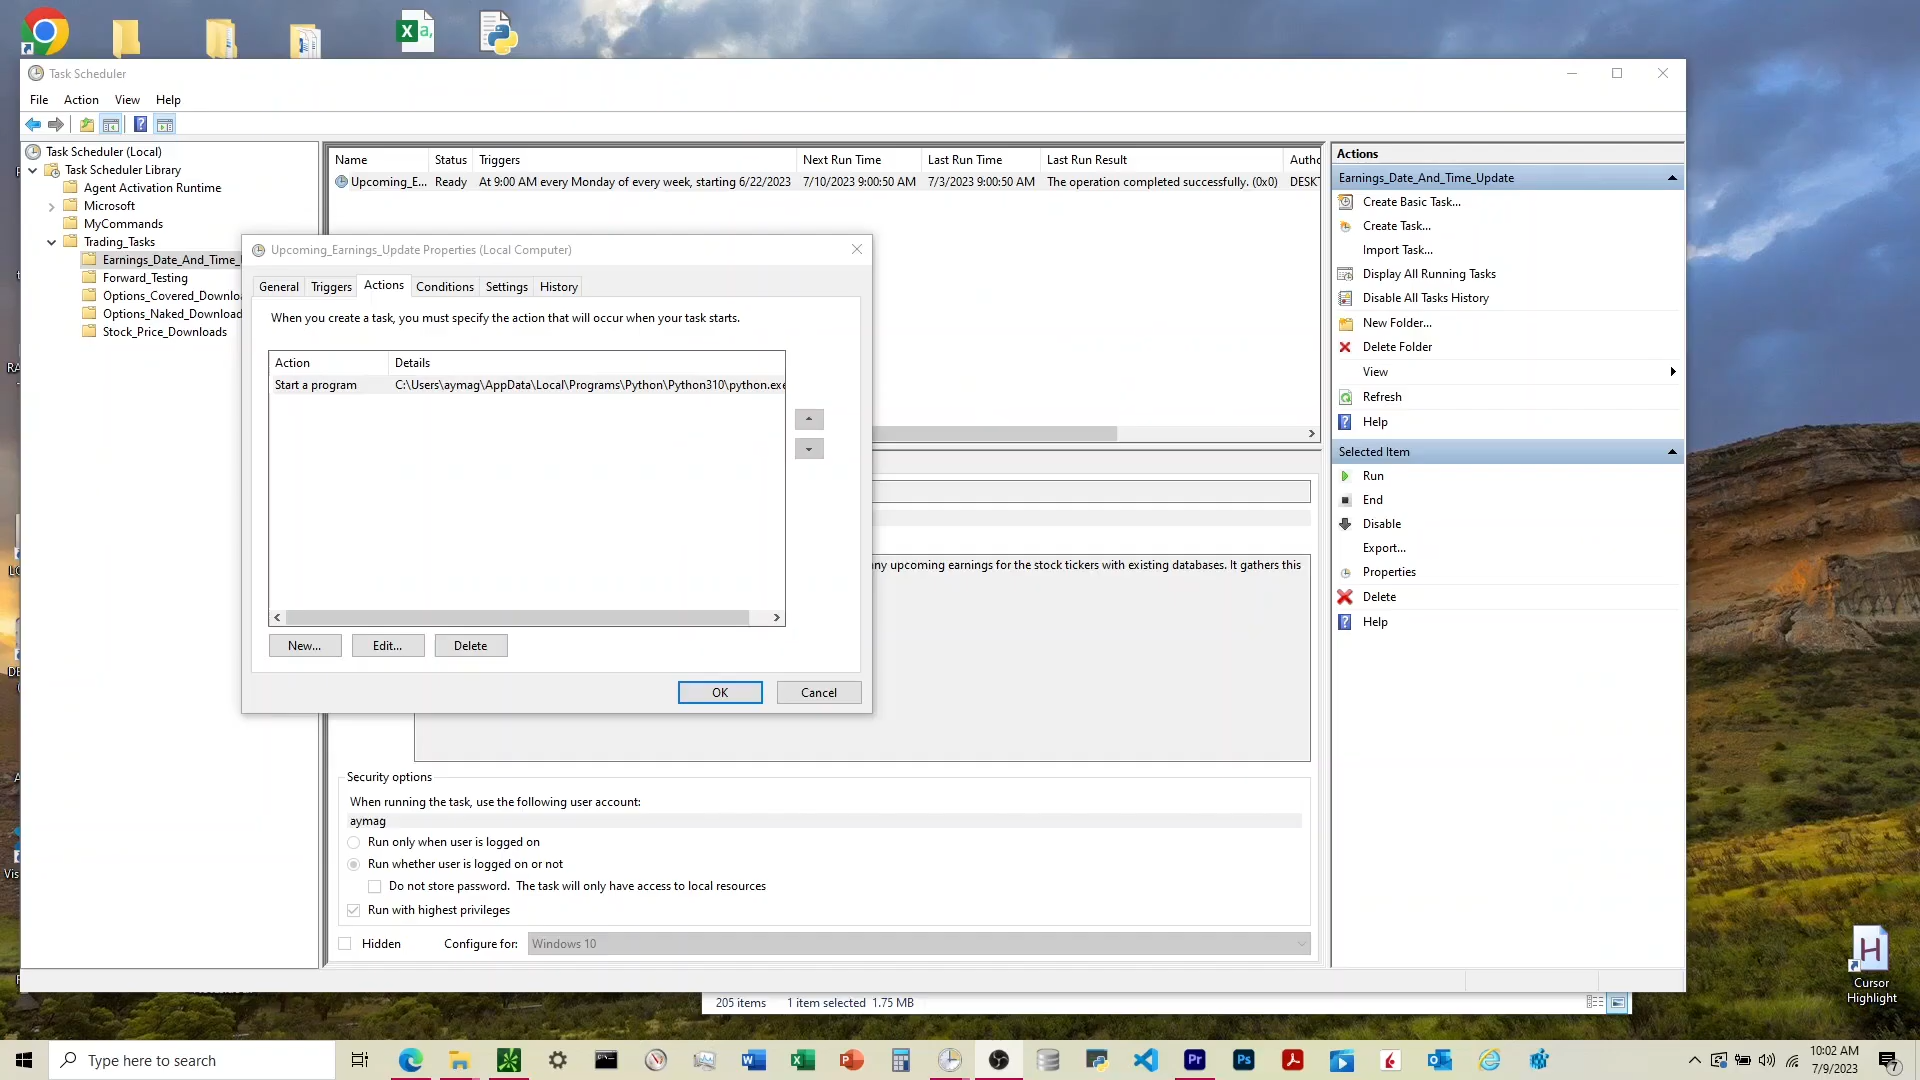 Task Scheduler
File Action View Help
Task Scheduler (Local)
Task Scheduler Library
Agent Activation Runtime
Microsoft
MyCommands
Trading_Tasks
Earnings_Date_And_Time_
Forward_Testing
Options_Covered_Downlo
Options_Naked_Download
Stock_Price_Downloads
Name Status Triggers Next Run Time Last Run Time Last Run Result Autho
Upcoming_E... Ready At 9:00 AM every Monday of every week, starting 6/22/2023 7/10/2023 9:00:50 AM 7/3/2023 9:00:50 AM The operation completed successfully. (0x0) DESKT
Upcoming_Earnings_Update Properties (Local Computer)
General Triggers Actions Conditions Settings History
When you create a task, you must specify the action that will occur when your task starts.
Action Details
Start a program C:\Users\aymag\AppData\Local\Programs\Python\Python310\python.exe
New... Edit... Delete
OK Cancel
ny upcoming earnings for the stock tickers with existing databases. It gathers this
Security options
When running the task, use the following user account:
aymag
Run only when user is logged on
Run whether user is logged on or not
Do not store password. The task will only have access to local resources
Run with highest privileges
Hidden Configure for: Windows 10
Actions
Earnings_Date_And_Time_Update
Create Basic Task...
Create Task...
Import Task...
Display All Running Tasks
Disable All Tasks History
New Folder...
Delete Folder
View
Refresh
Help
Selected Item
Run
End
Disable
Export...
Properties
Delete
Help
205 items 1 item selected 1.75 MB
Cursor
Highlight
Type here to search
10:02 AM
7/9/2023
7